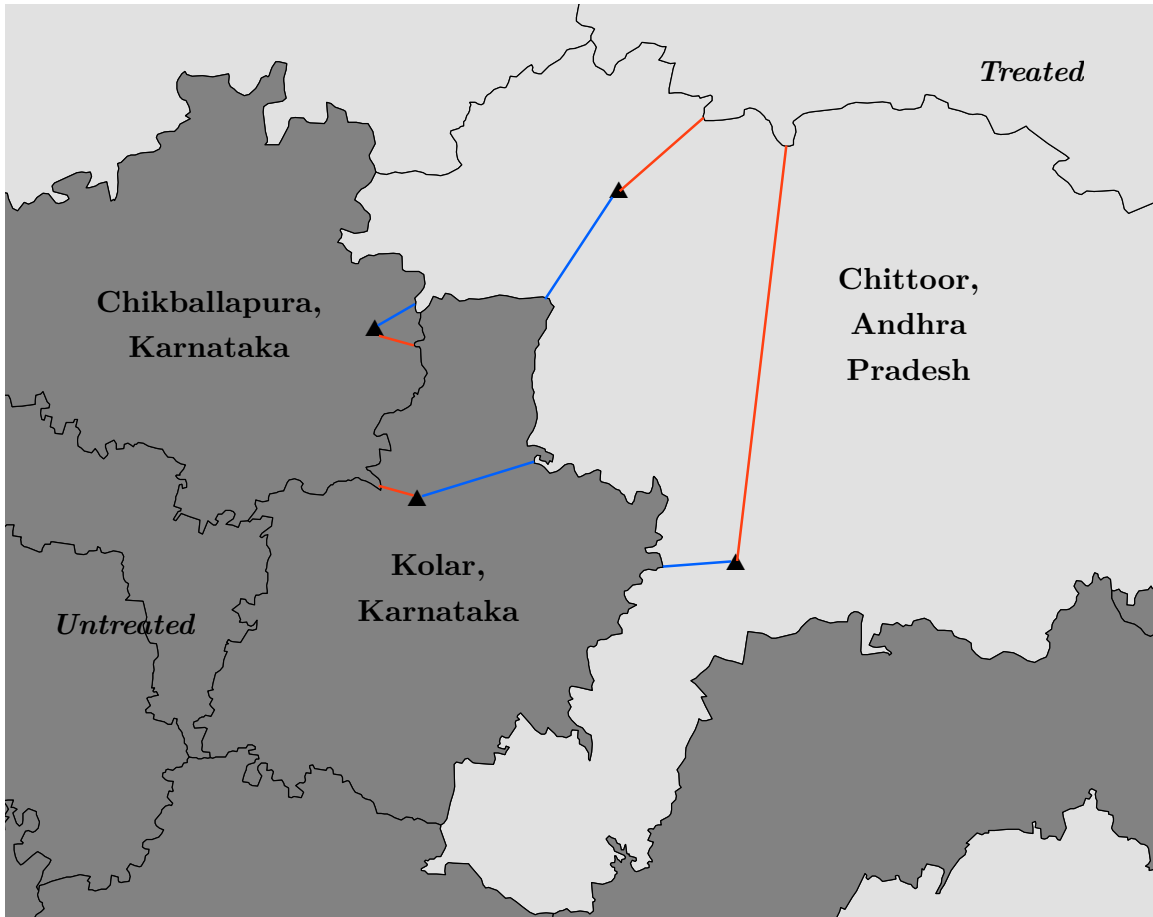 Treated
Chittoor,
Andhra
Pradesh
Chikballapura,
Karnataka
Kolar,
Karnataka
Untreated